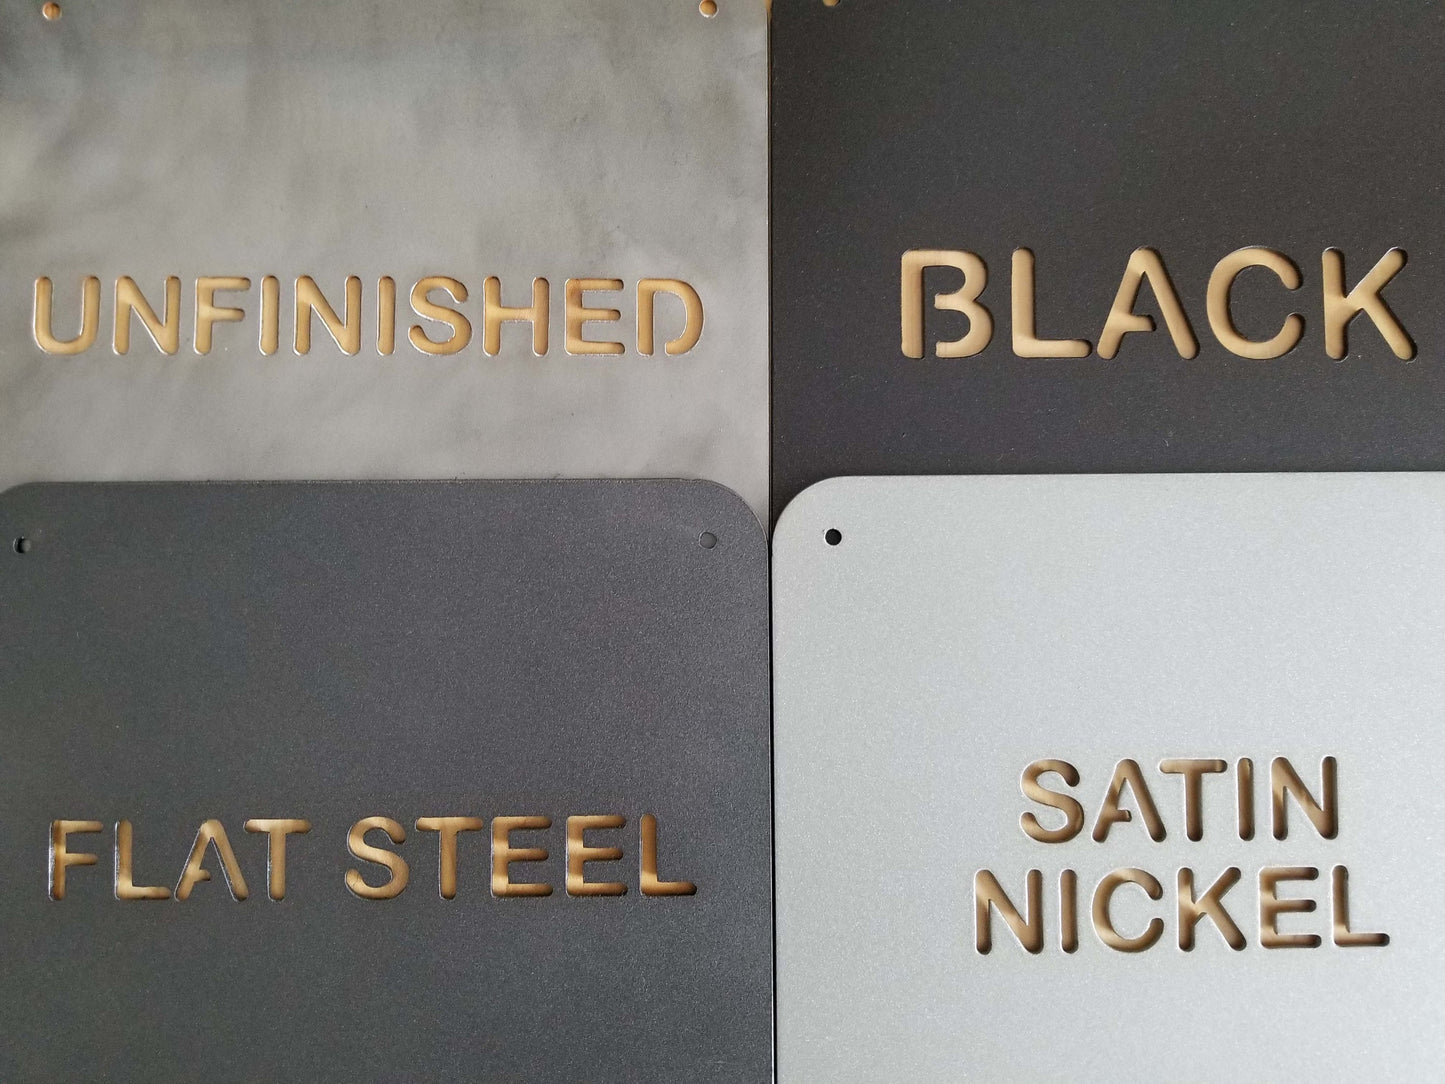 UNFINISHED
BLACK
FLAT STEEL
SATIN
NICKEL